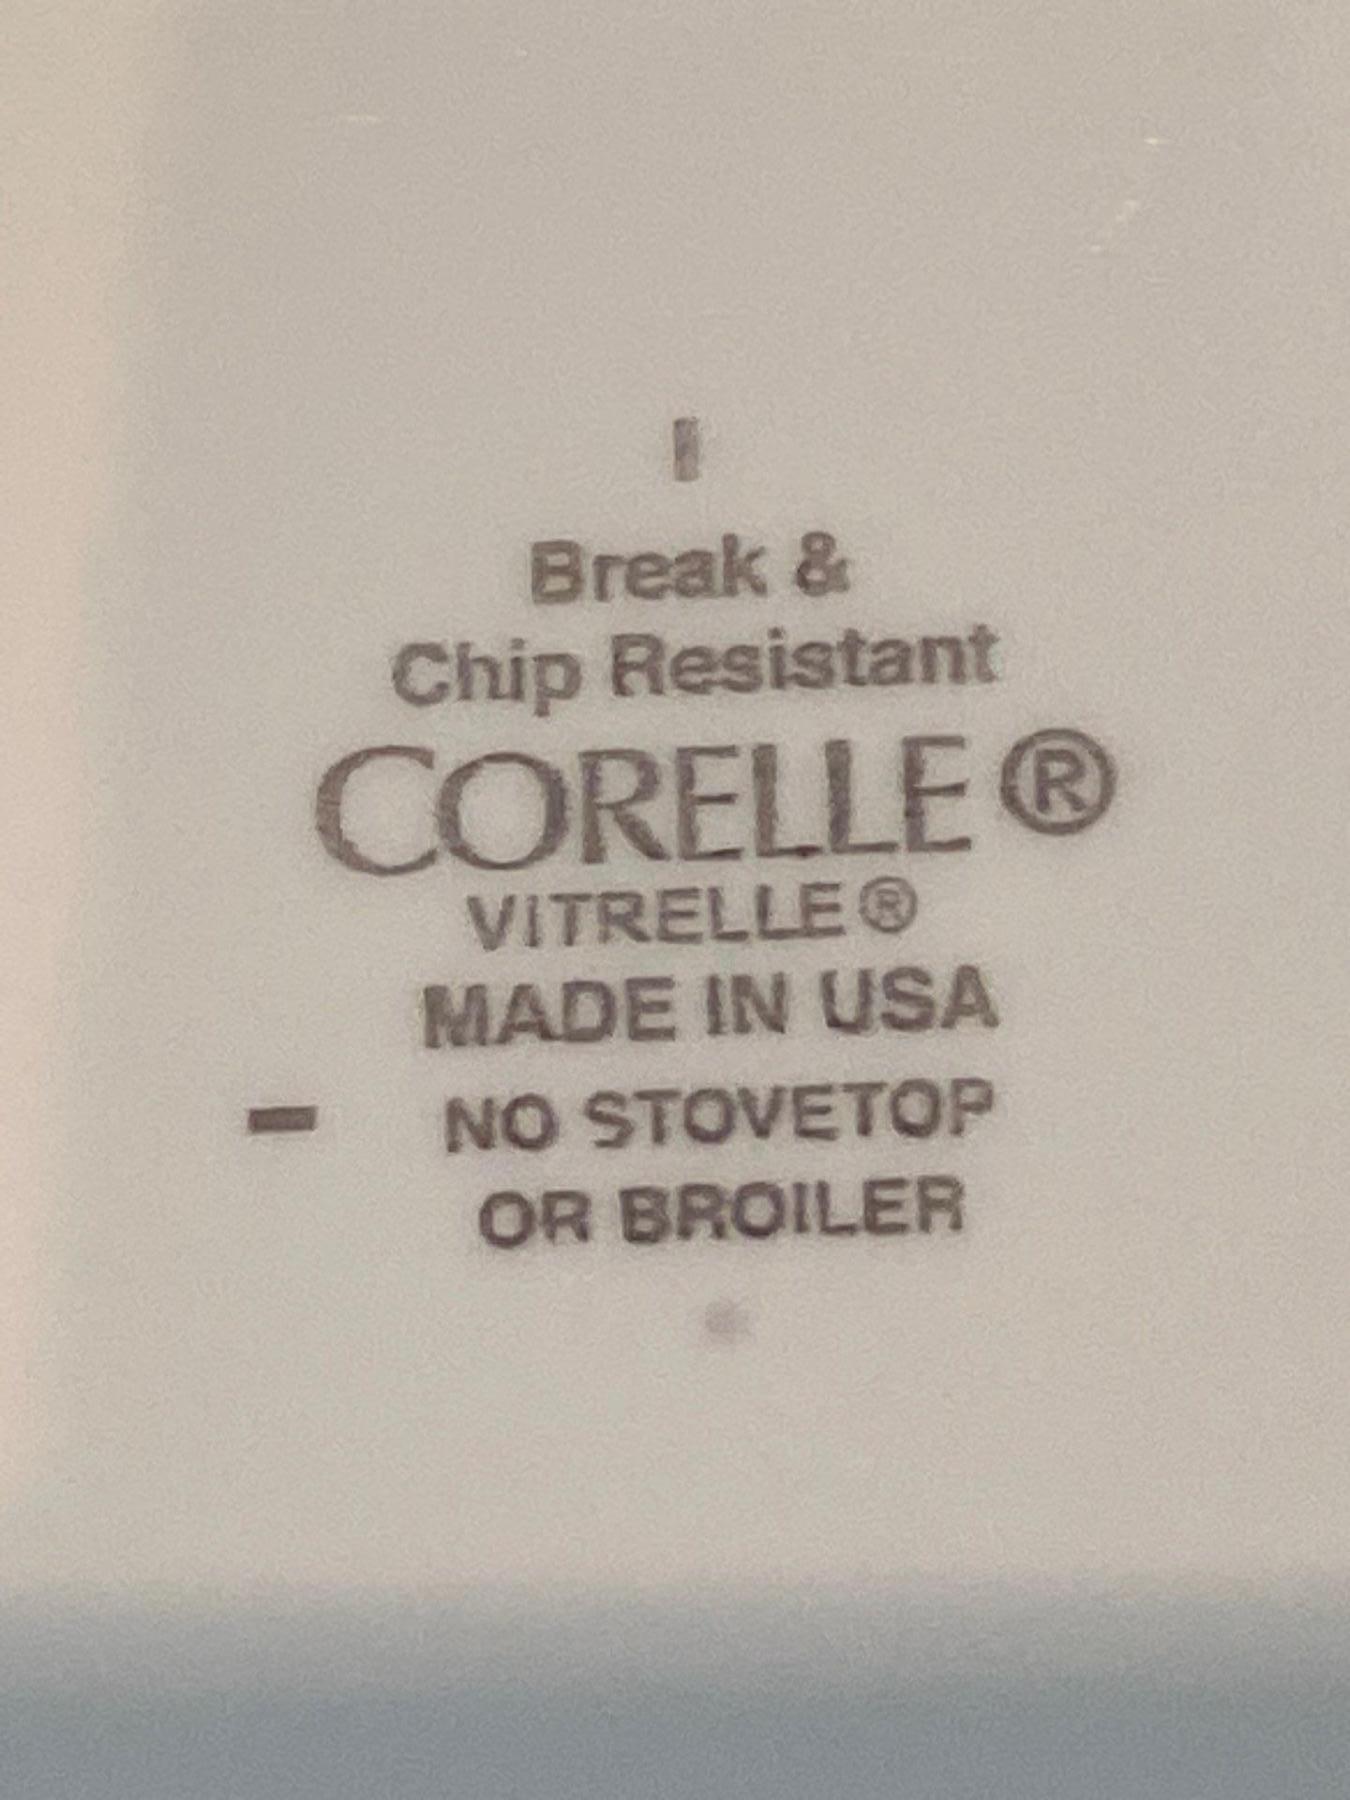 Break &
Chip Resistant
CORELLE®
VITRELLE®
MADE IN USA
NO STOVETOP
OR BROILER